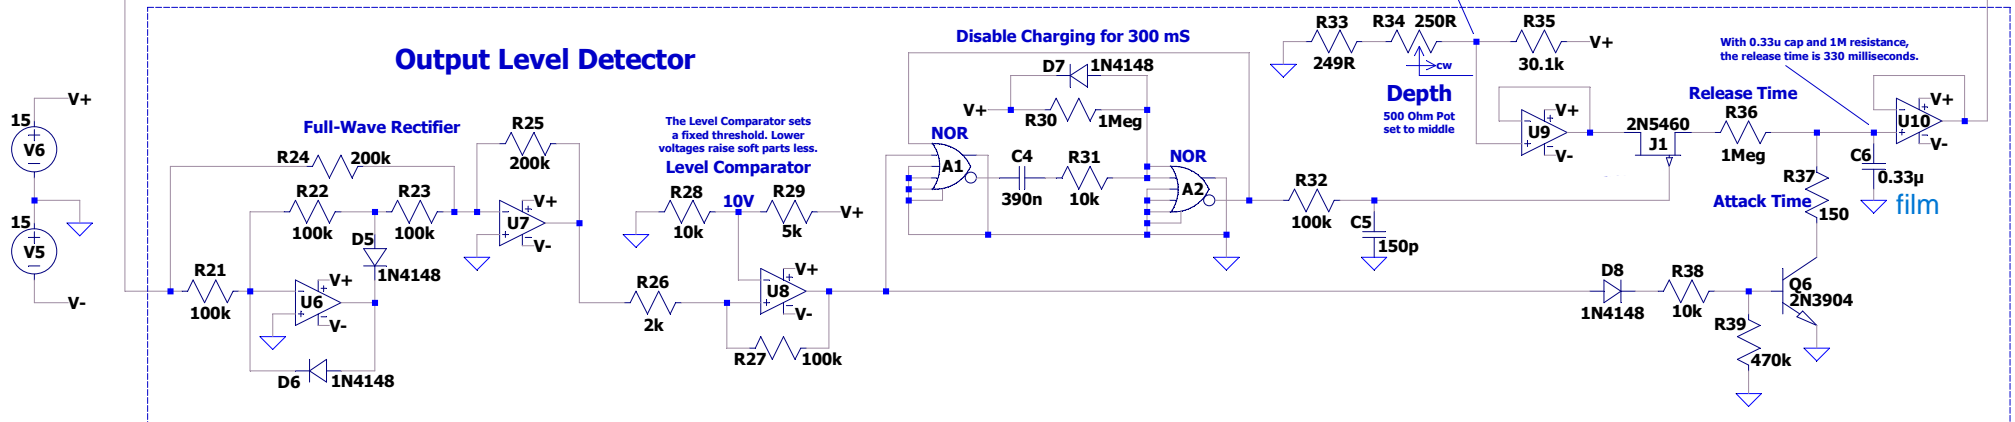 Output Level Detector
Disable Charging for 300 mS
R33
R34
250R
R35
V+
249R
30.1k
cw
Depth
500 Ohm Pot
set to middle
With 0.33u cap and 1M resistance,
the release time is 330 milliseconds.
D7
1N4148
V+
R30
1Meg
15
V+
V6
15
V5
V-
Full-Wave Rectifier
R24
200k
R22
100k
R23
100k
R25
200k
D5
1N4148
V+
U7
V-
R21
100k
V+
U6
V-
D6
1N4148
The Level Comparator sets
a fixed threshold. Lower
voltages raise soft parts less.
Level Comparator
R28
10k
10V
R29
5k
V+
R26
2k
V+
U8
V-
R27
100k
NOR
A1
C4
390n
R31
10k
NOR
A2
R32
100k
C5
150p
V+
U9
V-
2N5460
J1
Release Time
R36
1Meg
V+
U10
V-
C6
0.33µ
film
R37
150
Attack Time
D8
1N4148
R38
10k
Q6
2N3904
R39
470k